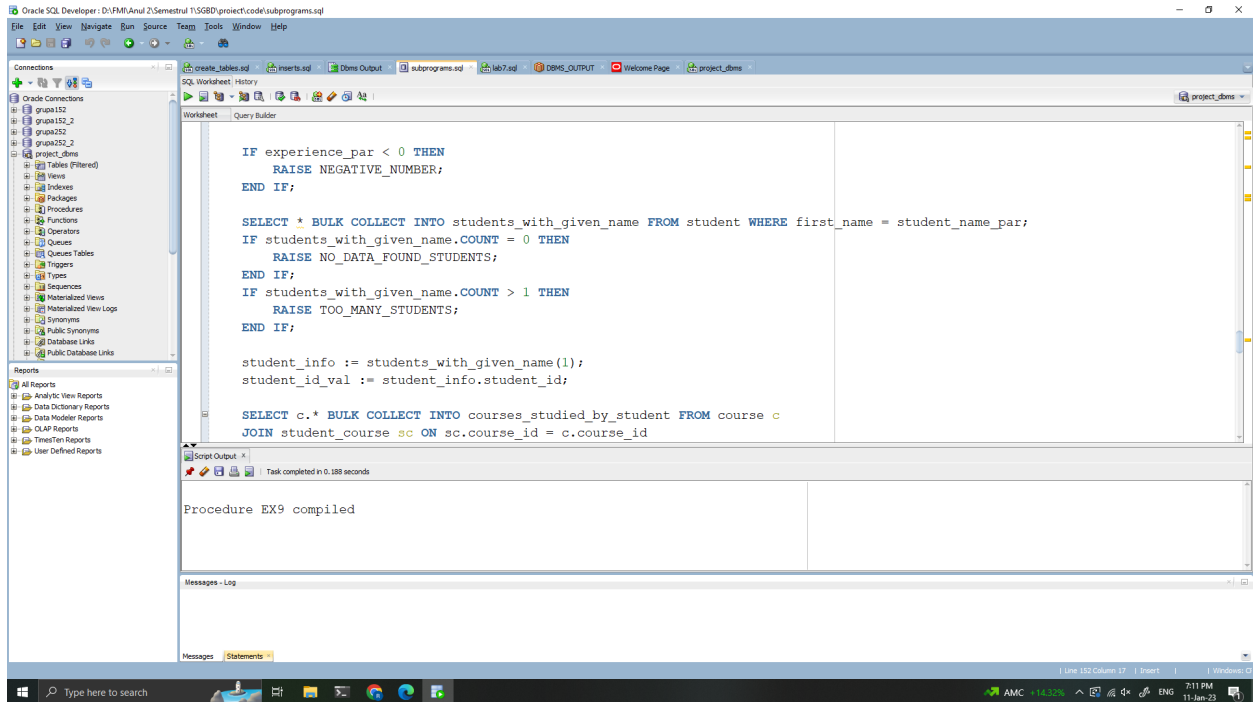 Oracle SQL Developer : D:\FMI\Anul 2\Semestrul 1\SGBD\proiect\code\subprograms.sql
File Edit View Navigate Run Source Team Tools Window Help
Connections
Oracle Connections
grupa152
grupa152_2
grupa252
grupa252_2
project_dbms
Tables (Filtered)
Views
Indexes
Packages
Procedures
Functions
Operators
Queues
Queues Tables
Triggers
Types
Sequences
Materialized Views
Materialized View Logs
Synonyms
Public Synonyms
Database Links
Public Database Links
Reports
All Reports
Analytic View Reports
Data Dictionary Reports
Data Modeler Reports
OLAP Reports
TimesTen Reports
User Defined Reports
create_tables.sql inserts.sql Dbms Output subprograms.sql lab7.sql DBMS_OUTPUT Welcome Page project_dbms
SQL Worksheet History
project_dbms
Worksheet Query Builder
IF experience_par < 0 THEN
RAISE NEGATIVE_NUMBER;
END IF;
SELECT * BULK COLLECT INTO students_with_given_name FROM student WHERE first_name = student_name_par;
IF students_with_given_name.COUNT = 0 THEN
RAISE NO_DATA_FOUND_STUDENTS;
END IF;
IF students_with_given_name.COUNT > 1 THEN
RAISE TOO_MANY_STUDENTS;
END IF;
student_info := students_with_given_name(1);
student_id_val := student_info.student_id;
SELECT c.* BULK COLLECT INTO courses_studied_by_student FROM course c
JOIN student_course sc ON sc.course_id = c.course_id
Script Output
Task completed in 0.188 seconds
Procedure EX9 compiled
Messages - Log
Messages Statements
Line 152 Column 17 | Insert | | Windows: C
Type here to search
AMC +14.32% ENG 7:11 PM
11-Jan-23